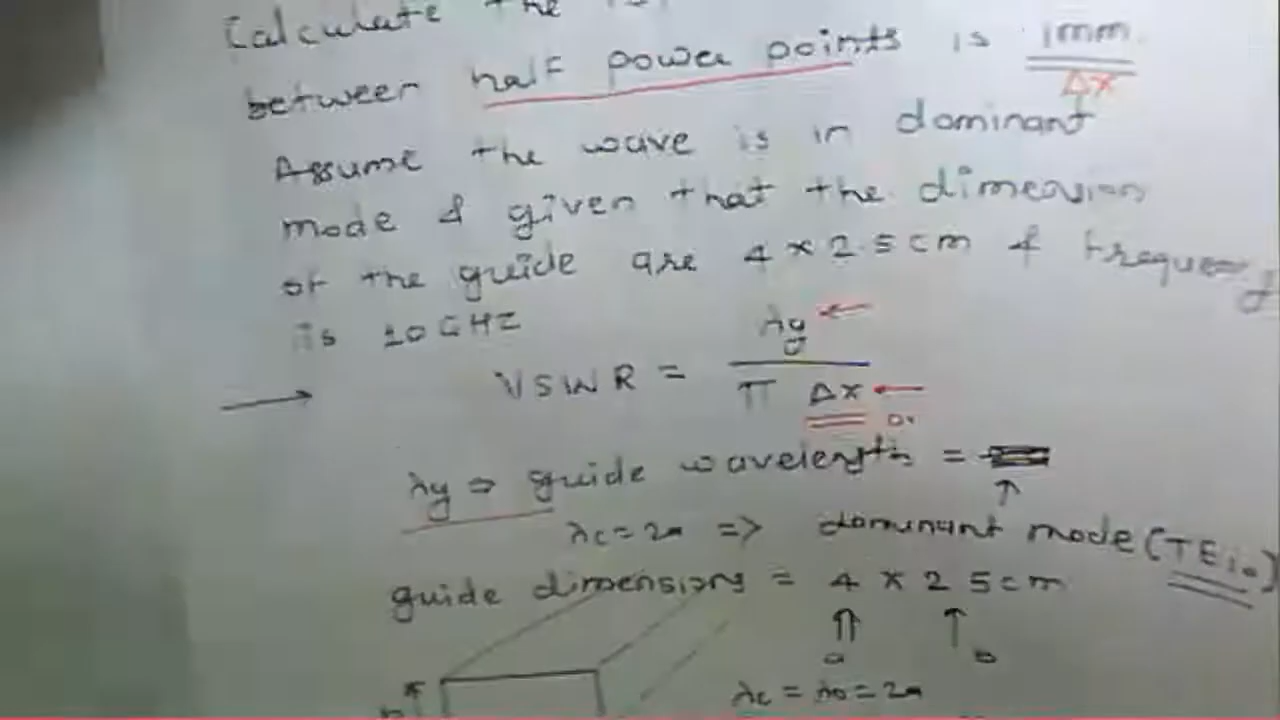 Calculate the
between half power points is 1mm
Δx
Assume the wave is in dominant
mode & given that the dimension
of the guide are 4 × 2.5 cm & frequency
is 10 GHZ
VSWR = λg / π Δx
λg ⇒ guide wavelength =
λc = 2a => dominant mode (TE10)
guide dimensions = 4 × 2 5 cm
a b
b
λc = λ0 = 2a